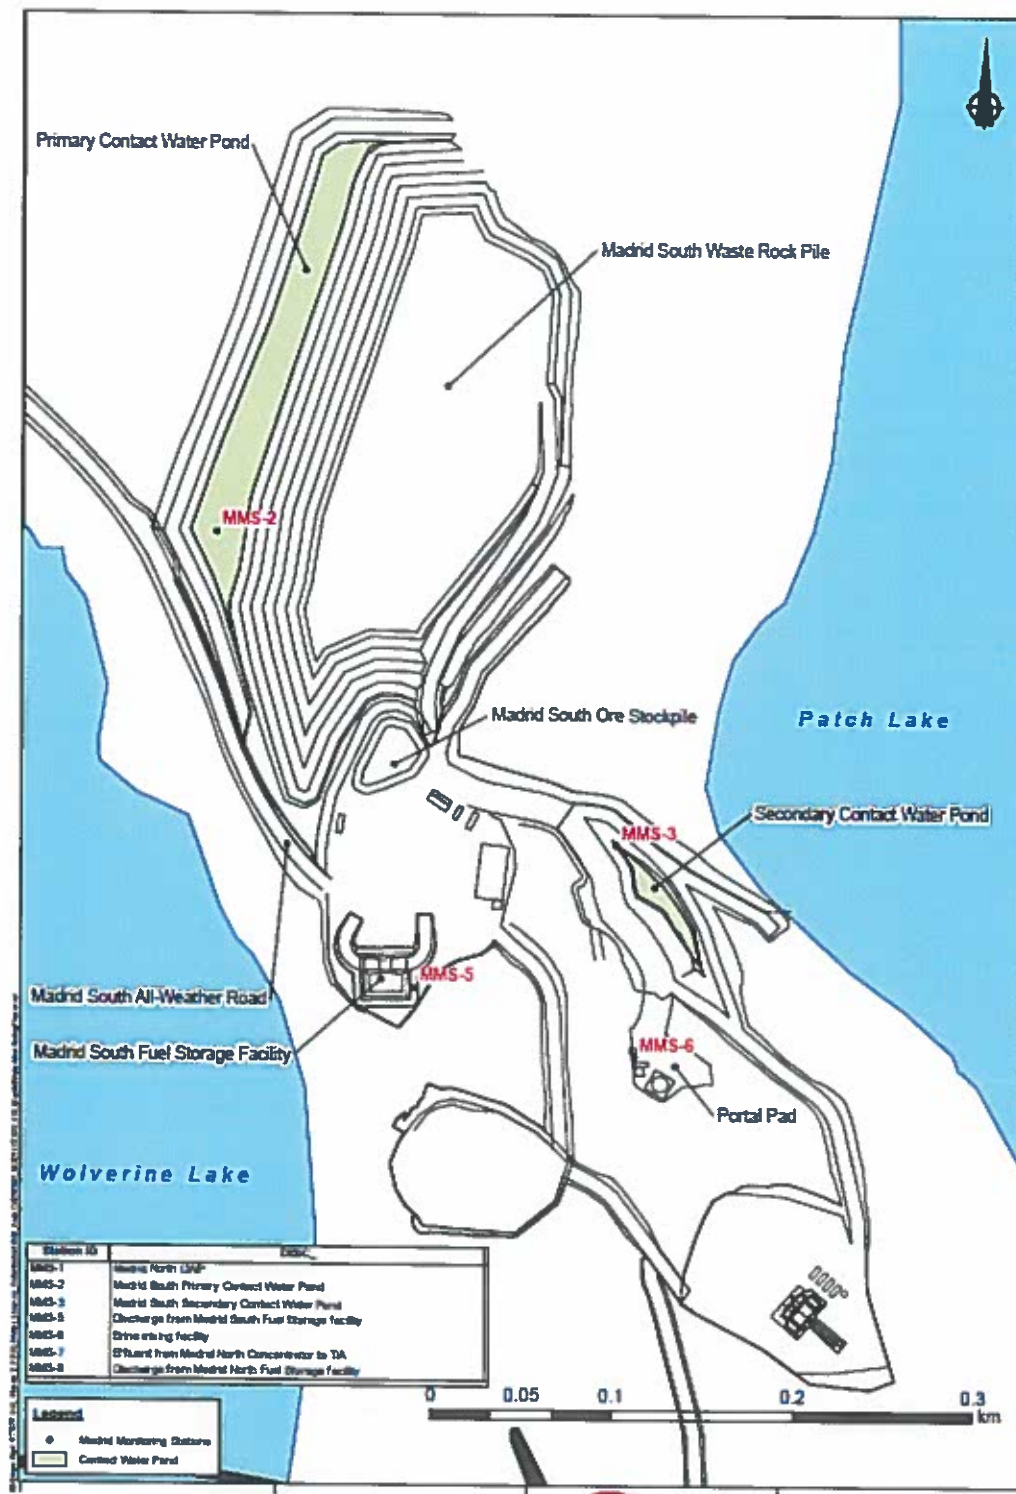 Primary Contact Water Pond
Madrid South Waste Rock Pile
MMS-2
Madrid South Ore Stockpile
Patch Lake
Secondary Contact Water Pond
MMS-3
MMS-5
Madrid South All-Weather Road
MMS-6
Madrid South Fuel Storage Facility
Portal Pad
Wolverine Lake
Station ID
MMS-1 Madrid North
MMS-2 Madrid South Primary Contact Water Pond
MMS-3 Madrid South Secondary Contact Water Pond
MMS-5 Discharge from Madrid South Fuel Storage facility
MMS-6 Brine mixing facility
MMS-7 Effluent from Madrid North Concentrator to TIA
MMS-8 Discharge from Madrid North Fuel Storage facility
0 0.05 0.1 0.2 0.3
km
Legend
Madrid Monitoring Stations
Contact Water Pond